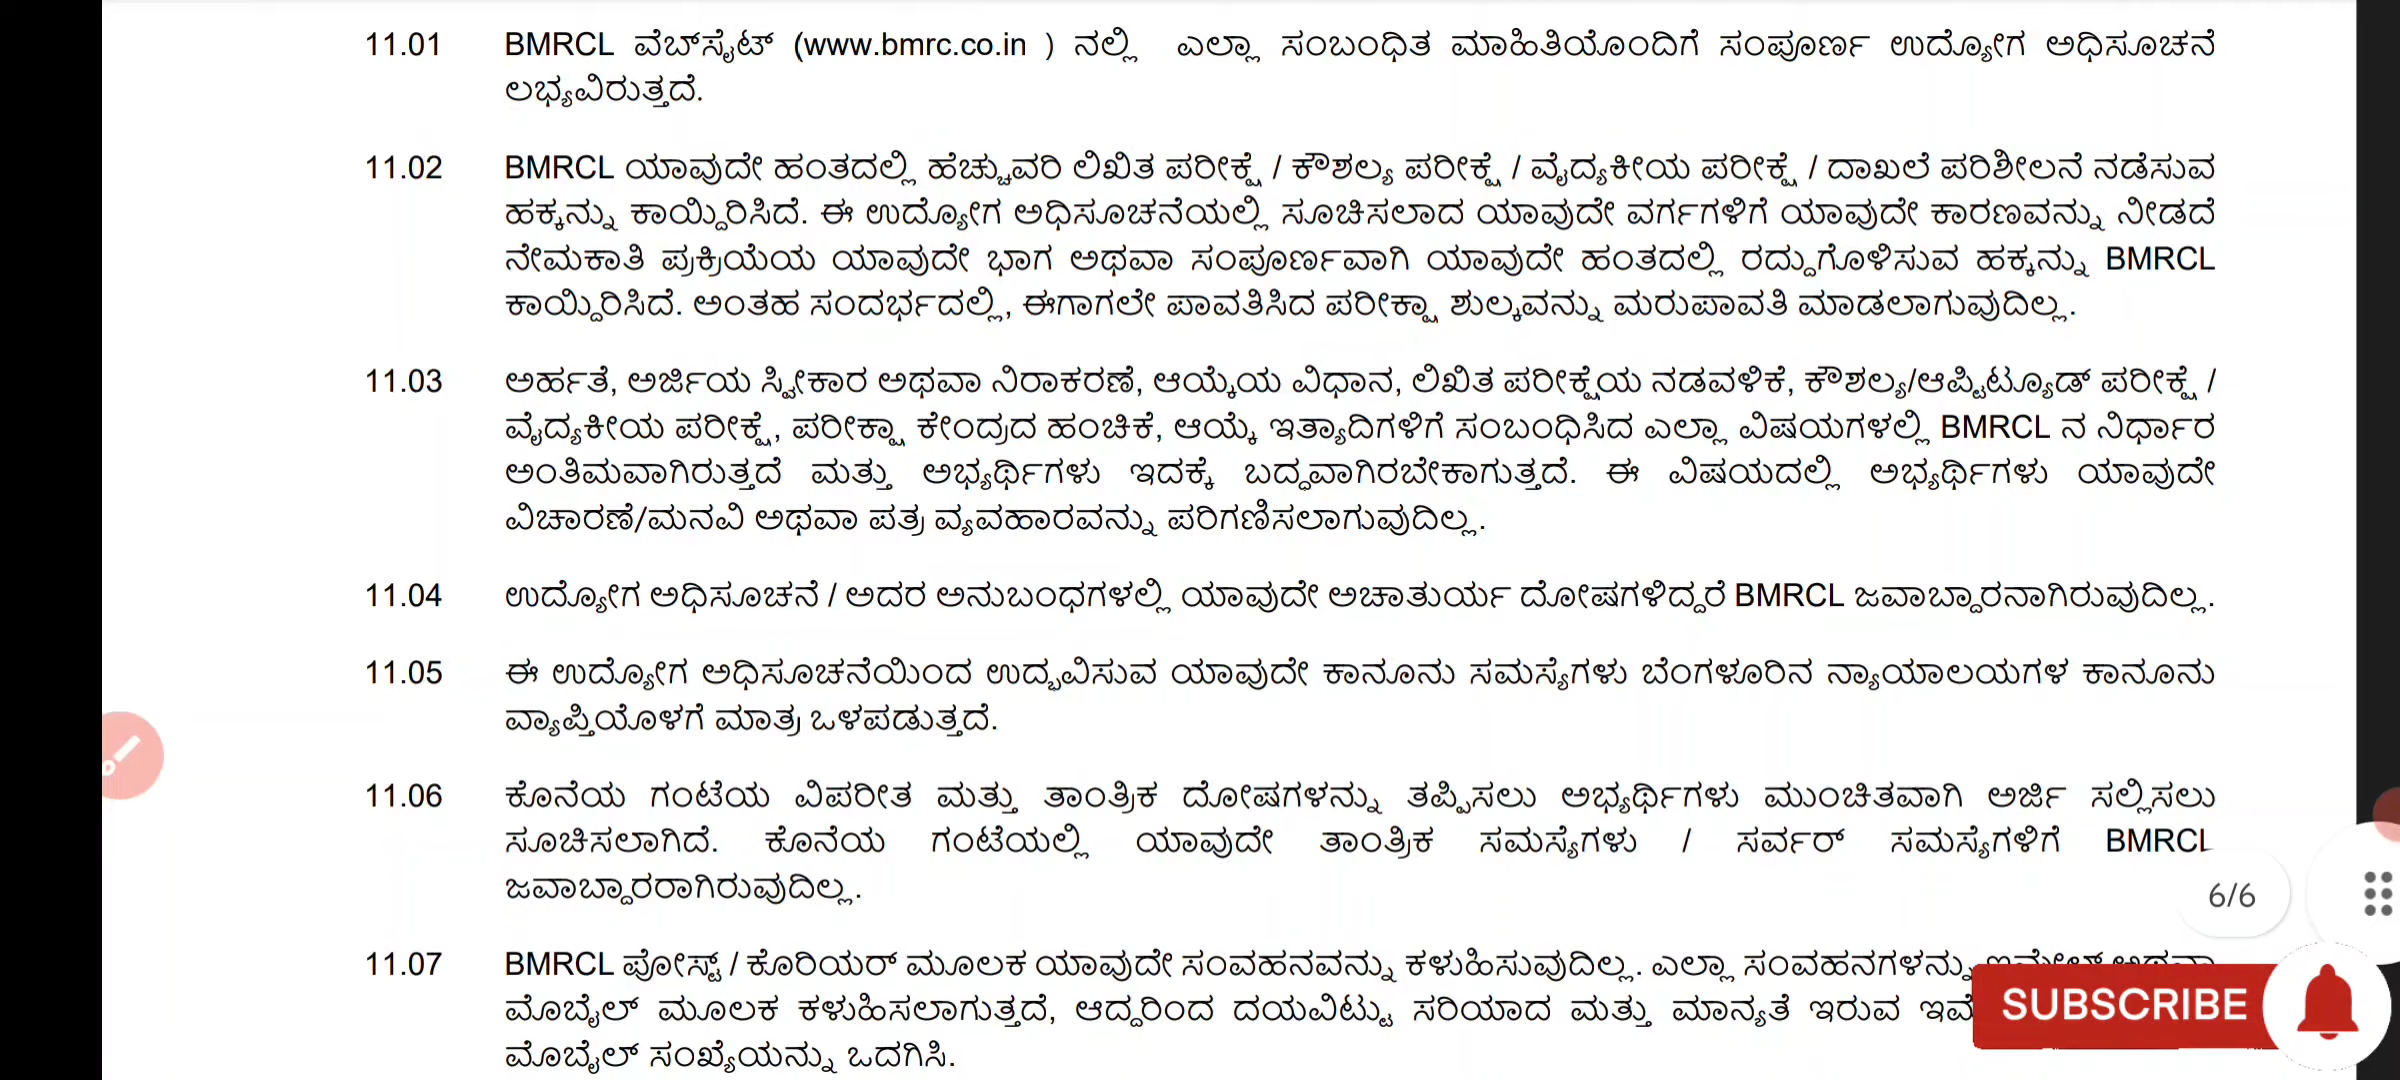 11.01 BMRCL ವೆಬ್‌ಸೈಟ್ (www.bmrc.co.in ) ನಲ್ಲಿ ಎಲ್ಲಾ ಸಂಬಂಧಿತ ಮಾಹಿತಿಯೊಂದಿಗೆ ಸಂಪೂರ್ಣ ಉದ್ಯೋಗ ಅಧಿಸೂಚನೆ
ಲಭ್ಯವಿರುತ್ತದೆ.
11.02 BMRCL ಯಾವುದೇ ಹಂತದಲ್ಲಿ ಹೆಚ್ಚುವರಿ ಲಿಖಿತ ಪರೀಕ್ಷೆ / ಕೌಶಲ್ಯ ಪರೀಕ್ಷೆ / ವೈದ್ಯಕೀಯ ಪರೀಕ್ಷೆ / ದಾಖಲೆ ಪರಿಶೀಲನೆ ನಡೆಸುವ
ಹಕ್ಕನ್ನು ಕಾಯ್ದಿರಿಸಿದೆ. ಈ ಉದ್ಯೋಗ ಅಧಿಸೂಚನೆಯಲ್ಲಿ ಸೂಚಿಸಲಾದ ಯಾವುದೇ ವರ್ಗಗಳಿಗೆ ಯಾವುದೇ ಕಾರಣವನ್ನು ನೀಡದೆ
ನೇಮಕಾತಿ ಪ್ರಕ್ರಿಯೆಯ ಯಾವುದೇ ಭಾಗ ಅಥವಾ ಸಂಪೂರ್ಣವಾಗಿ ಯಾವುದೇ ಹಂತದಲ್ಲಿ ರದ್ದುಗೊಳಿಸುವ ಹಕ್ಕನ್ನು BMRCL
ಕಾಯ್ದಿರಿಸಿದೆ. ಅಂತಹ ಸಂದರ್ಭದಲ್ಲಿ, ಈಗಾಗಲೇ ಪಾವತಿಸಿದ ಪರೀಕ್ಷಾ ಶುಲ್ಕವನ್ನು ಮರುಪಾವತಿ ಮಾಡಲಾಗುವುದಿಲ್ಲ.
11.03 ಅರ್ಹತೆ, ಅರ್ಜಿಯ ಸ್ವೀಕಾರ ಅಥವಾ ನಿರಾಕರಣೆ, ಆಯ್ಕೆಯ ವಿಧಾನ, ಲಿಖಿತ ಪರೀಕ್ಷೆಯ ನಡವಳಿಕೆ, ಕೌಶಲ್ಯ/ಆಪ್ಟಿಟ್ಯೂಡ್ ಪರೀಕ್ಷೆ /
ವೈದ್ಯಕೀಯ ಪರೀಕ್ಷೆ, ಪರೀಕ್ಷಾ ಕೇಂದ್ರದ ಹಂಚಿಕೆ, ಆಯ್ಕೆ ಇತ್ಯಾದಿಗಳಿಗೆ ಸಂಬಂಧಿಸಿದ ಎಲ್ಲಾ ವಿಷಯಗಳಲ್ಲಿ BMRCL ನ ನಿರ್ಧಾರ
ಅಂತಿಮವಾಗಿರುತ್ತದೆ ಮತ್ತು ಅಭ್ಯರ್ಥಿಗಳು ಇದಕ್ಕೆ ಬದ್ಧವಾಗಿರಬೇಕಾಗುತ್ತದೆ. ಈ ವಿಷಯದಲ್ಲಿ ಅಭ್ಯರ್ಥಿಗಳು ಯಾವುದೇ
ವಿಚಾರಣೆ/ಮನವಿ ಅಥವಾ ಪತ್ರ ವ್ಯವಹಾರವನ್ನು ಪರಿಗಣಿಸಲಾಗುವುದಿಲ್ಲ.
11.04 ಉದ್ಯೋಗ ಅಧಿಸೂಚನೆ / ಅದರ ಅನುಬಂಧಗಳಲ್ಲಿ ಯಾವುದೇ ಅಚಾತುರ್ಯ ದೋಷಗಳಿದ್ದರೆ BMRCL ಜವಾಬ್ದಾರನಾಗಿರುವುದಿಲ್ಲ.
11.05 ಈ ಉದ್ಯೋಗ ಅಧಿಸೂಚನೆಯಿಂದ ಉದ್ಭವಿಸುವ ಯಾವುದೇ ಕಾನೂನು ಸಮಸ್ಯೆಗಳು ಬೆಂಗಳೂರಿನ ನ್ಯಾಯಾಲಯಗಳ ಕಾನೂನು
ವ್ಯಾಪ್ತಿಯೊಳಗೆ ಮಾತ್ರ ಒಳಪಡುತ್ತದೆ.
11.06 ಕೊನೆಯ ಗಂಟೆಯ ವಿಪರೀತ ಮತ್ತು ತಾಂತ್ರಿಕ ದೋಷಗಳನ್ನು ತಪ್ಪಿಸಲು ಅಭ್ಯರ್ಥಿಗಳು ಮುಂಚಿತವಾಗಿ ಅರ್ಜಿ ಸಲ್ಲಿಸಲು
ಸೂಚಿಸಲಾಗಿದೆ. ಕೊನೆಯ ಗಂಟೆಯಲ್ಲಿ ಯಾವುದೇ ತಾಂತ್ರಿಕ ಸಮಸ್ಯೆಗಳು / ಸರ್ವರ್ ಸಮಸ್ಯೆಗಳಿಗೆ BMRCL
ಜವಾಬ್ದಾರರಾಗಿರುವುದಿಲ್ಲ.
6/6
11.07 BMRCL ಪೋಸ್ಟ್ / ಕೊರಿಯರ್ ಮೂಲಕ ಯಾವುದೇ ಸಂವಹನವನ್ನು ಕಳುಹಿಸುವುದಿಲ್ಲ. ಎಲ್ಲಾ ಸಂವಹನಗಳನ್ನು
ಮೊಬೈಲ್ ಮೂಲಕ ಕಳುಹಿಸಲಾಗುತ್ತದೆ, ಆದ್ದರಿಂದ ದಯವಿಟ್ಟು ಸರಿಯಾದ ಮತ್ತು ಮಾನ್ಯತೆ ಇರುವ
SUBSCRIBE
ಮೊಬೈಲ್ ಸಂಖ್ಯೆಯನ್ನು ಒದಗಿಸಿ.